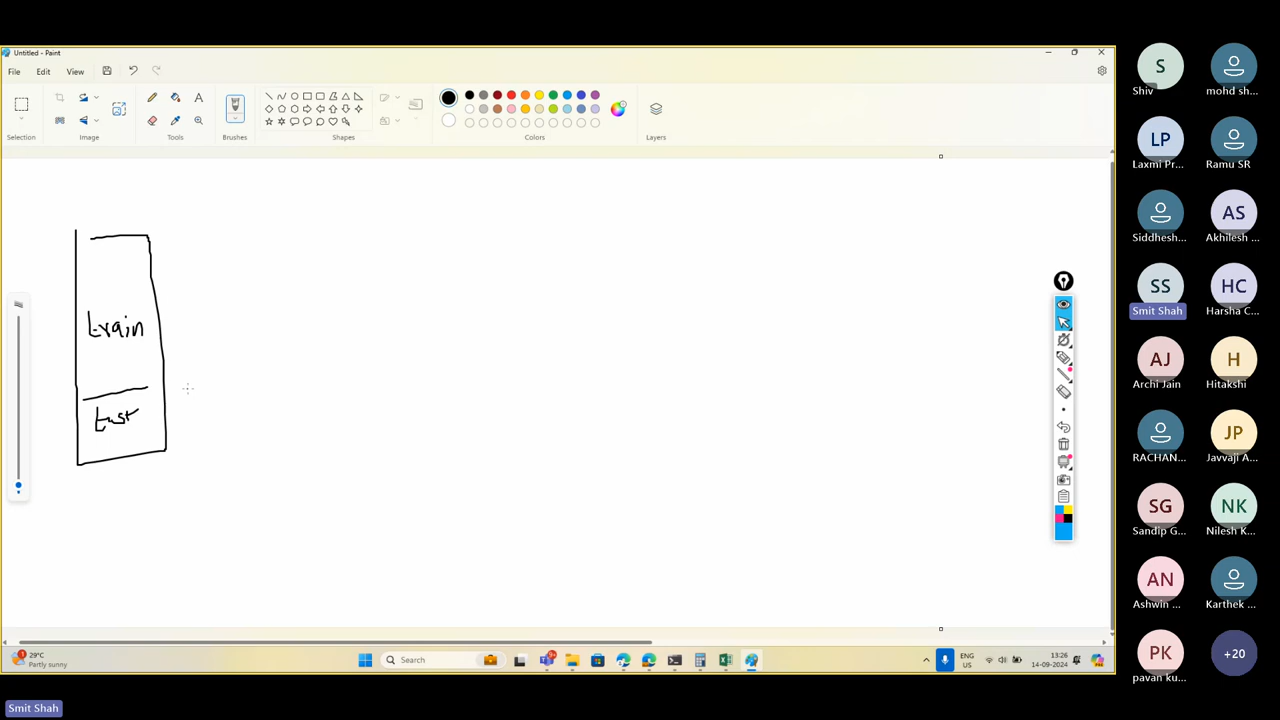 Untitled - Paint
File Edit View
Selection Image Tools Brushes Shapes Colors Layers
train
test
S
Shiv
mohd sh...
LP
Laxmi Pr...
Ramu SR
Siddhesh...
AS
Akhilesh ...
SS
Smit Shah
HC
Harsha C...
AJ
Archi Jain
H
Hitakshi
RACHAN...
JP
Javvaji A...
SG
Sandip G...
NK
Nilesh K...
AN
Ashwin ...
Karthek ...
PK
pavan ku...
+20
1
29°C
Partly sunny
Search
ENG
US
13:26
14-09-2024
Smit Shah